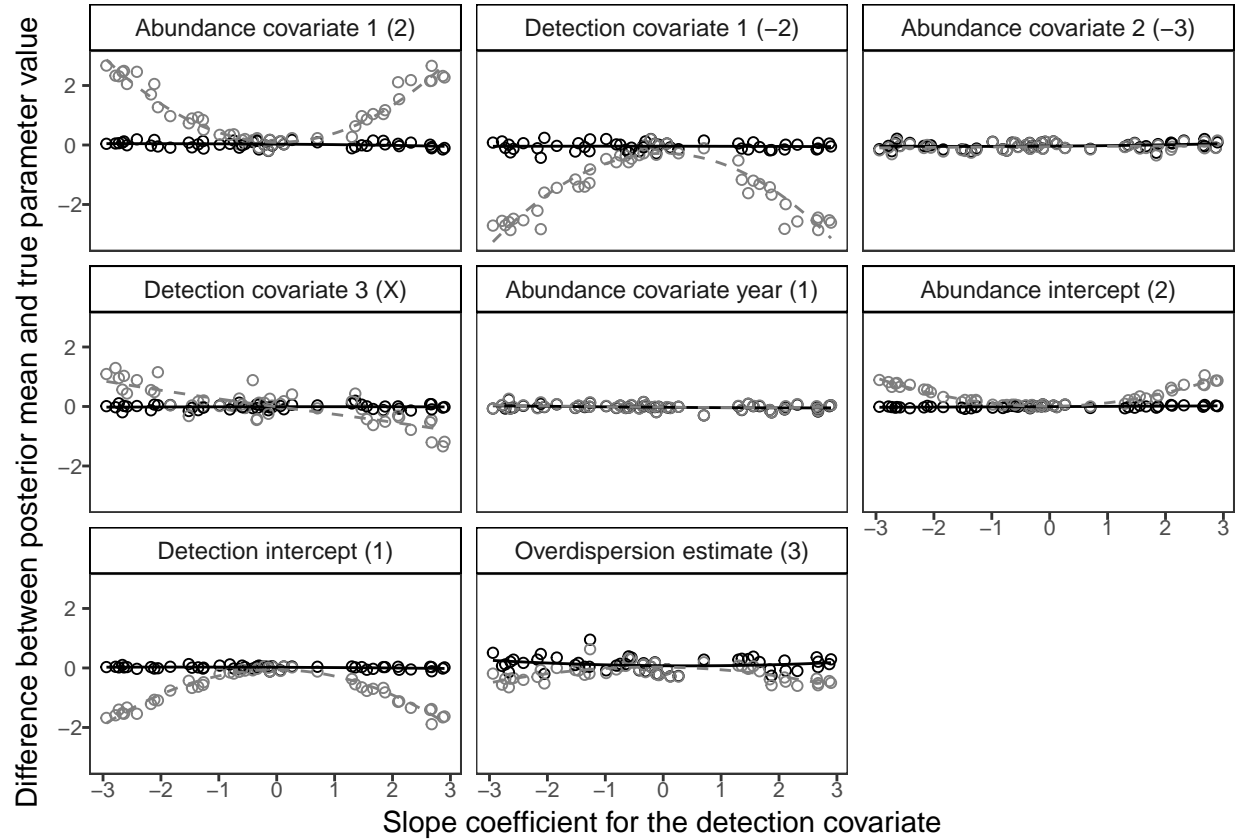 Difference between posterior mean and true parameter value
Abundance covariate 1 (2)
Detection covariate 1 (−2)
Abundance covariate 2 (−3)
2
0
−2
Detection covariate 3 (X)
Abundance covariate year (1)
Abundance intercept (2)
2
0
−2
−3 −2 −1 0 1 2 3
Detection intercept (1)
Overdispersion estimate (3)
2
0
−2
−3 −2 −1 0 1 2 3
−3 −2 −1 0 1 2 3
Slope coefficient for the detection covariate